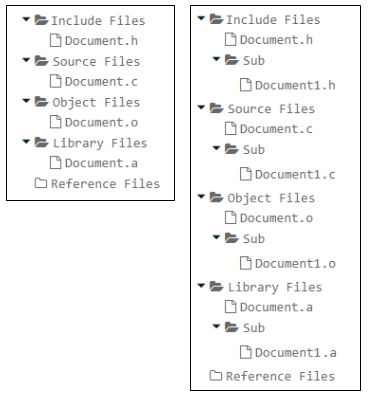 Include Files
Document.h
Source Files
Document.c
Object Files
Document.o
Library Files
Document.a
Reference Files
Include Files
Document.h
Sub
Document1.h
Source Files
Document.c
Sub
Document1.c
Object Files
Document.o
Sub
Document1.o
Library Files
Document.a
Sub
Document1.a
Reference Files